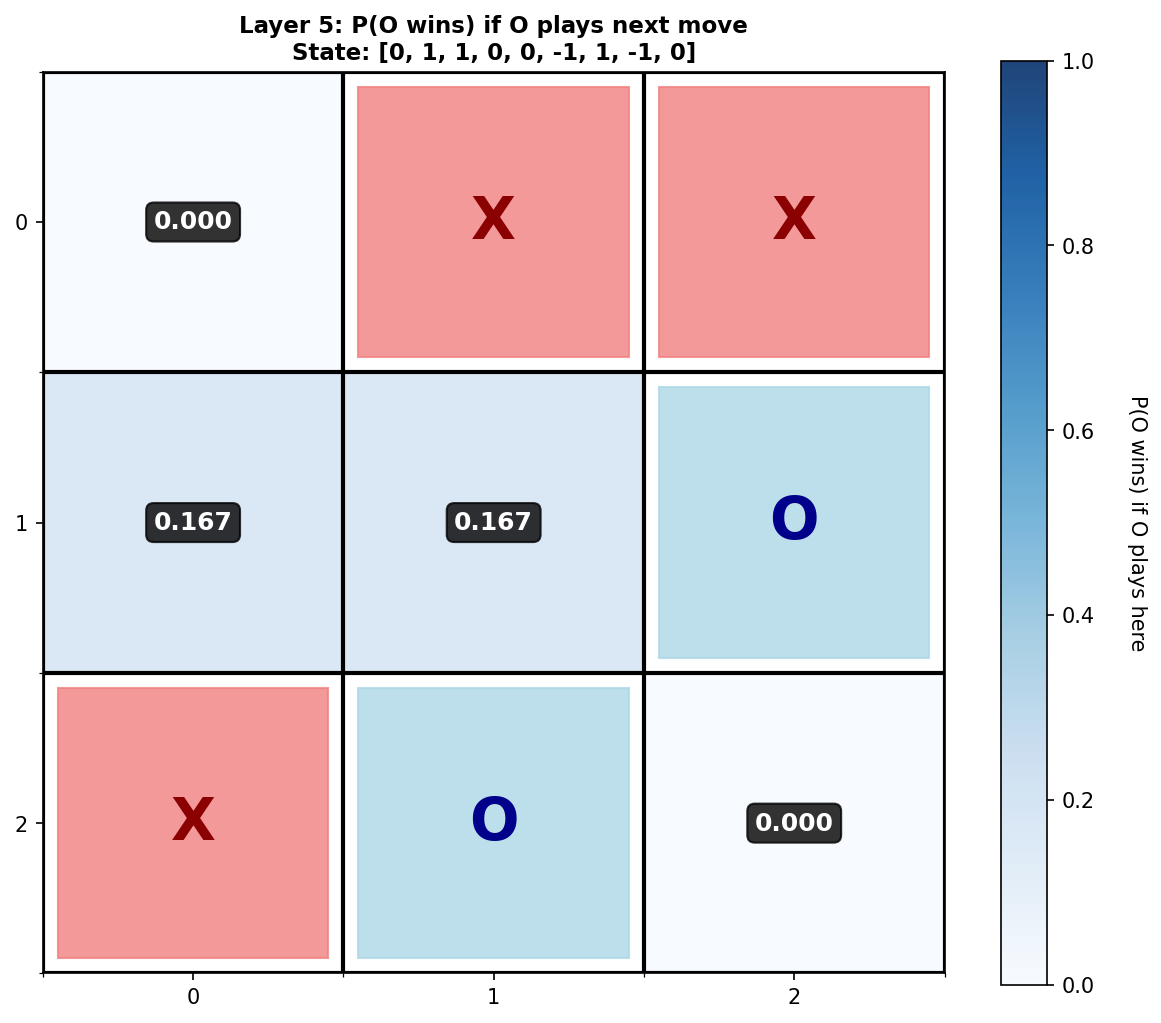 Layer 5: P(O wins) if O plays next move
State: [0, 1, 1, 0, 0, -1, 1, -1, 0]
0
0.000
X
X
1
0.167
0.167
O
2
X
O
0.000
0
1
2
1.0
0.8
0.6
0.4
0.2
0.0
P(O wins) if O plays here